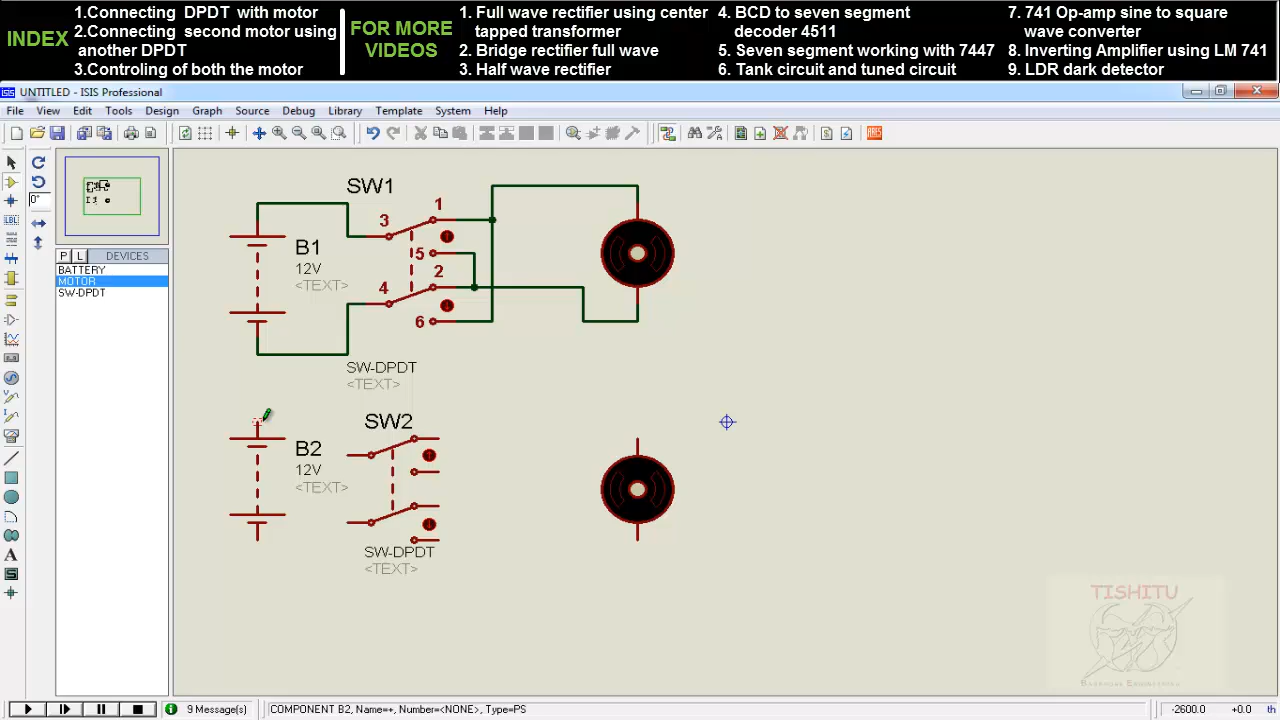 INDEX
1.Connecting DPDT with motor
2.Connecting second motor using
another DPDT
3.Controling of both the motor
FOR MORE
VIDEOS
1. Full wave rectifier using center
tapped transformer
2. Bridge rectifier full wave
3. Half wave rectifier
4. BCD to seven segment
decoder 4511
5. Seven segment working with 7447
6. Tank circuit and tuned circuit
7. 741 Op-amp sine to square
wave converter
8. Inverting Amplifier using LM 741
9. LDR dark detector
ISIS UNTITLED - ISIS Professional
File View Edit Tools Design Graph Source Debug Library Template System Help
ARES
0°
LBL
A
S
P L DEVICES
BATTERY
MOTOR
SW-DPDT
SW1
1
3
5
2
4
6
B1
12V
<TEXT>
SW-DPDT
<TEXT>
SW2
B2
12V
<TEXT>
SW-DPDT
<TEXT>
TISHITU
9 Message(s) COMPONENT B2, Name=+, Number=<NONE>, Type=PS -2600.0 +0.0 th